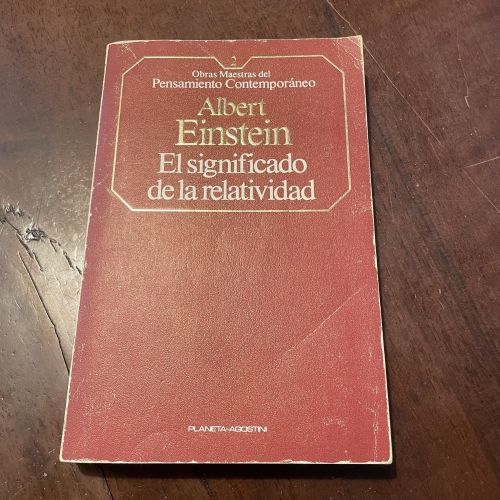 2
Obras Maestras del
Pensamiento Contemporáneo
Albert
Einstein
El significado
de la relatividad
PLANETA-AGOSTINI